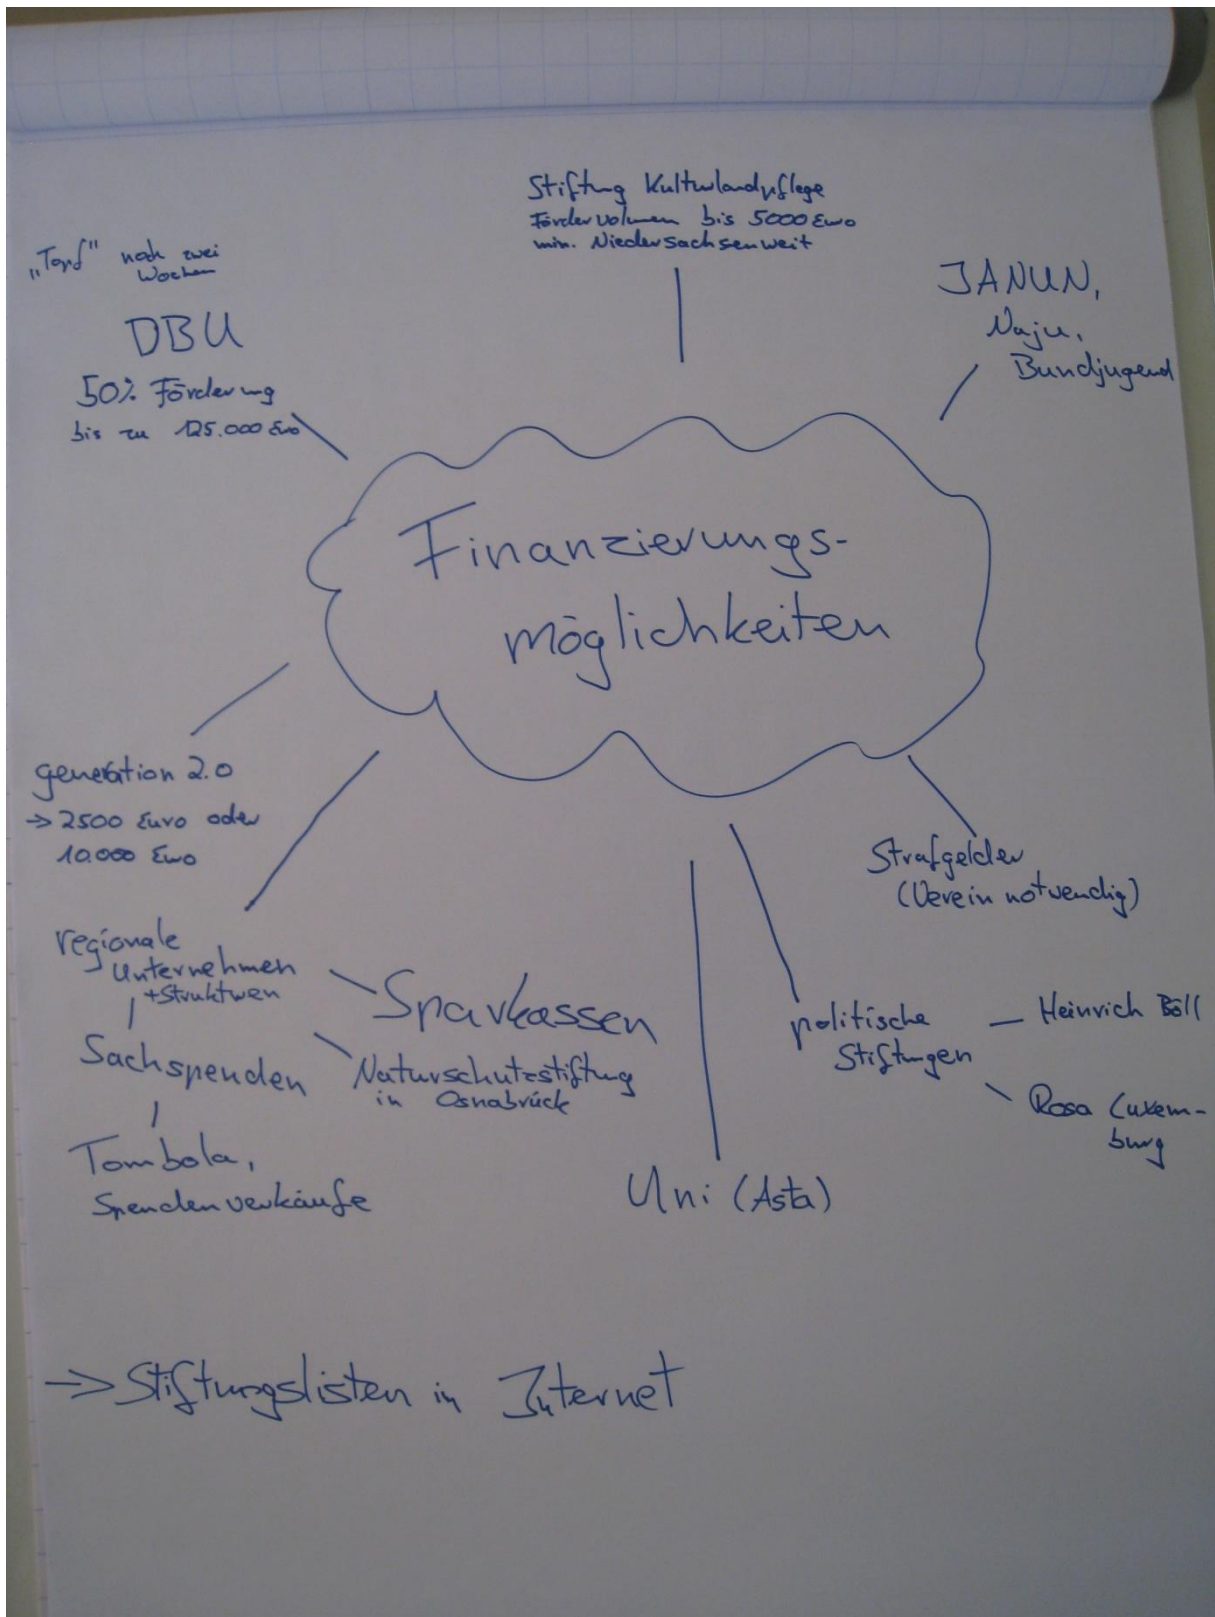 Stiftung Kulturlandpflege
Fördervolumen bis 5000 Euro
min. Niedersachsenweit
"Topf" noch zwei
Wochen
DBU
50% Förderung
bis zu 125.000 Euro
JANUN,
Naju,
Bundjugend
Finanzierungs-
möglichkeiten
generation 2.0
→ 2500 Euro oder
10.000 Euro
Strafgelder
(Verein notwendig)
regionale
Unternehmen
+Strukturen
Sparkassen
Naturschutzstiftung
in Osnabrück
Sachspenden
Tombola,
Spendenverkäufe
politische
Stiftungen
Heinrich Böll
Rosa Luxem-
burg
Uni (Asta)
→ Stiftungslisten in Internet